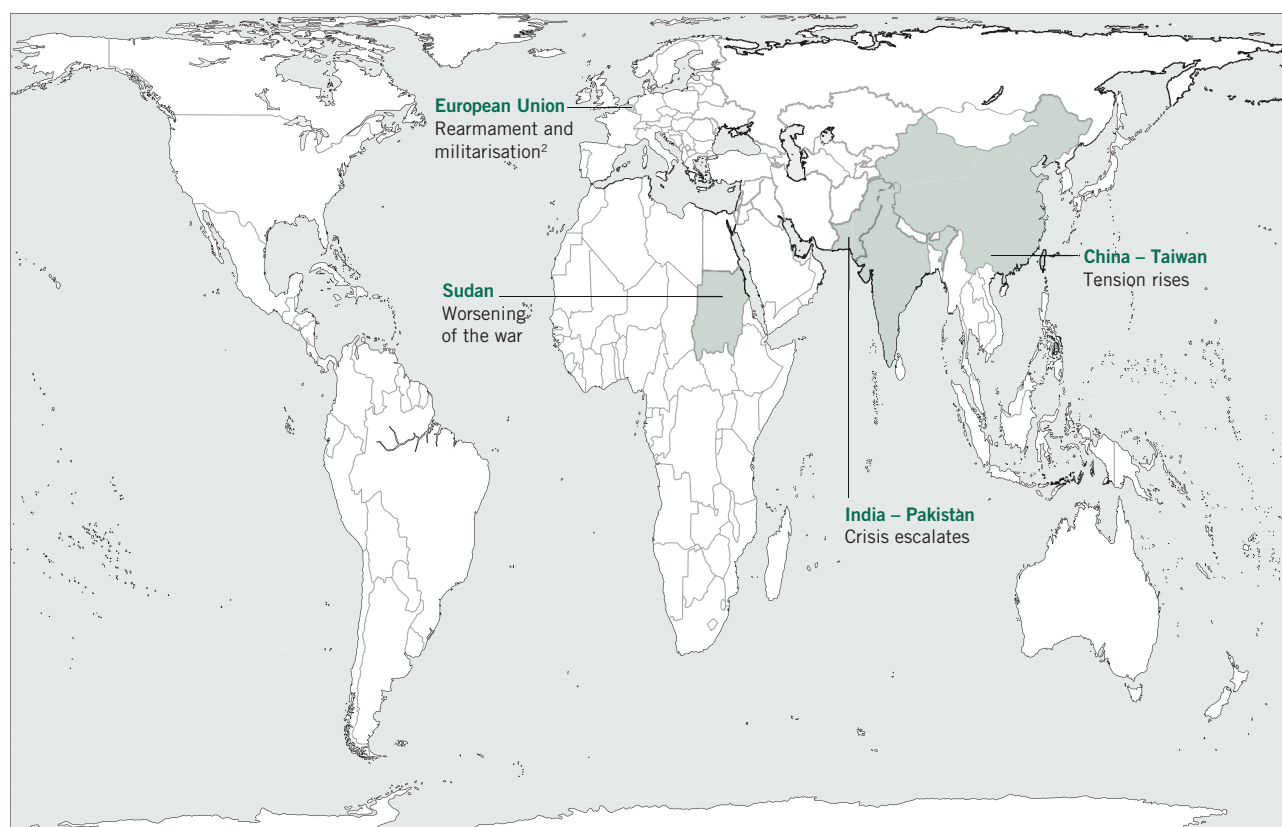 European Union
Rearmament and
militarisation²
Sudan
Worsening
of the war
China – Taiwan
Tension rises
India – Pakistan
Crisis escalates